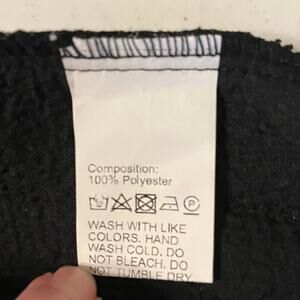 Composition:
100% Polyester
P
WASH WITH LIKE
COLORS. HAND
WASH COLD. DO
NOT BLEACH. DO
NOT TUMBLE DRY